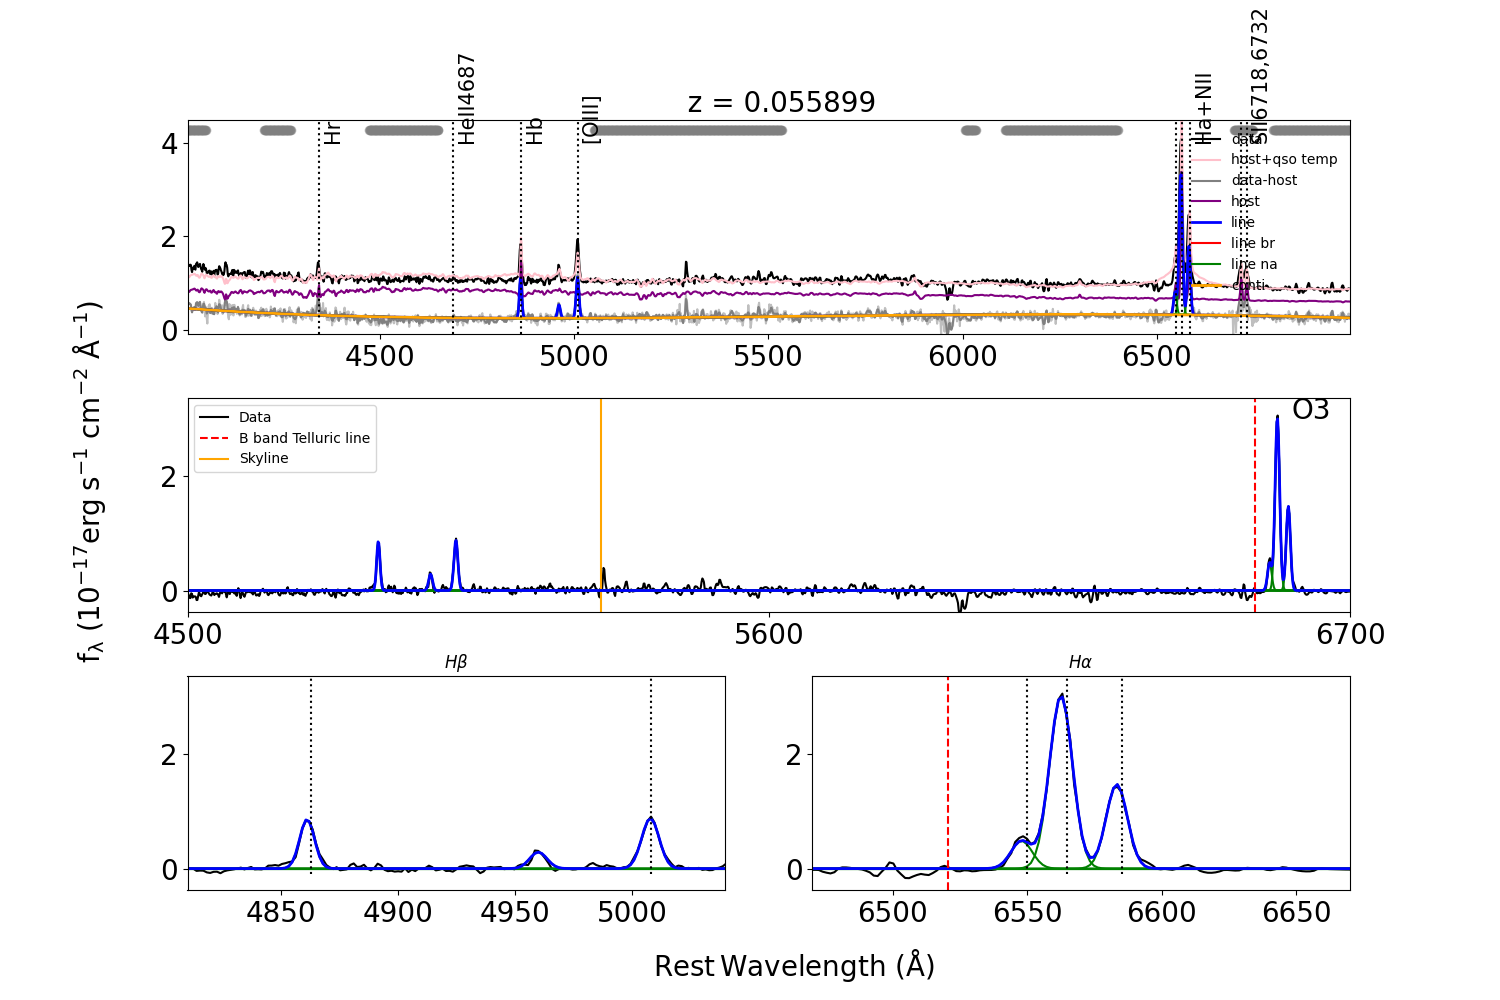 z = 0.055899
Hr
HeII4687
Hb
[OIII]
Ha+NII
SII6718,6732
data
host+qso temp
data-host
host
line
line br
line na
conti
4
2
0
4500
5000
5500
6000
6500
fλ (10⁻¹⁷erg s⁻¹ cm⁻² Å⁻¹)
Data
B band Telluric line
Skyline
O3
2
0
4500
5600
6700
Hβ
2
0
4850
4900
4950
5000
Hα
2
0
6500
6550
6600
6650
Rest Wavelength (Å)